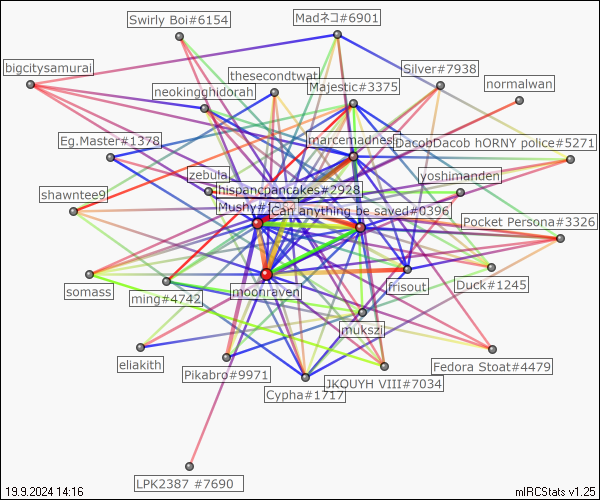 Swirly Boi#6154
Madネコ#6901
bigcitysamurai
thesecondtwat
Majestic#3375
Silver#7938
neokingghidorah
normalwan
Eg.Master#1378
marcemadness
DacobDacob hORNY police#5271
zebula
hispancpancakes#2928
yoshimanden
shawntee9
Mushy#
Can anything be saved#0396
Pocket Persona#3326
somass
ming#4742
moonraven
frisout
Duck#1245
mukszi
eliakith
Pikabro#9971
Fedora Stoat#4479
Cypha#1717
JKOUYH VIII#7034
LPK2387 #7690
19.9.2024 14:16
mIRCStats v1.25